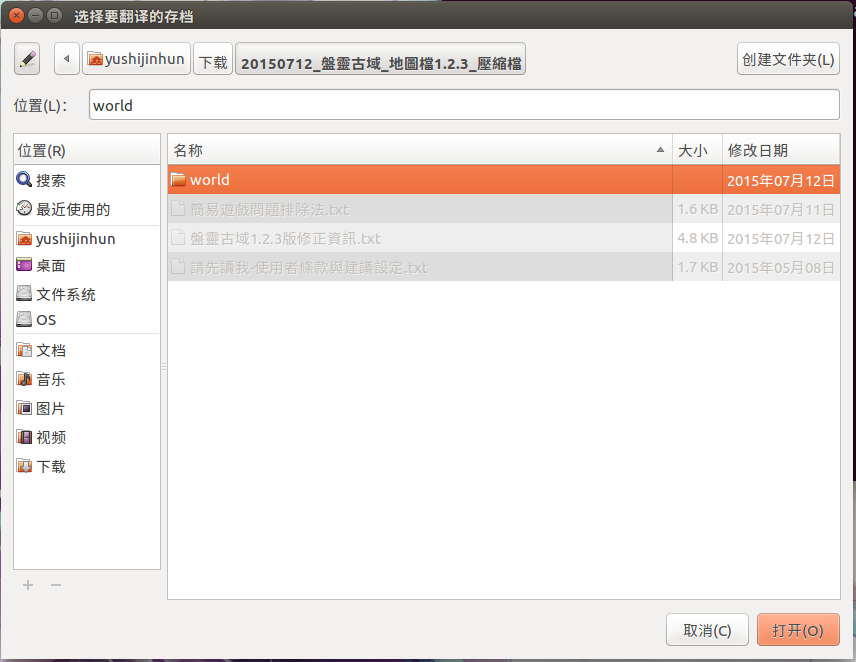 选择要翻译的存档
yushijinhun 下载 20150712_盤靈古域_地圖檔1.2.3_壓縮檔 创建文件夹(L)
位置(L)： world
位置(R) 名称 大小 修改日期
搜索 world 2015年07月12日
最近使用的 簡易遊戲問題排除法.txt 1.6 KB 2015年07月11日
yushijinhun 盤靈古域1.2.3版修正資訊.txt 4.8 KB 2015年07月12日
桌面 請先讀我-使用者條款與建議設定.txt 1.7 KB 2015年05月08日
文件系统
OS
文档
音乐
图片
视频
下载
取消(C) 打开(O)